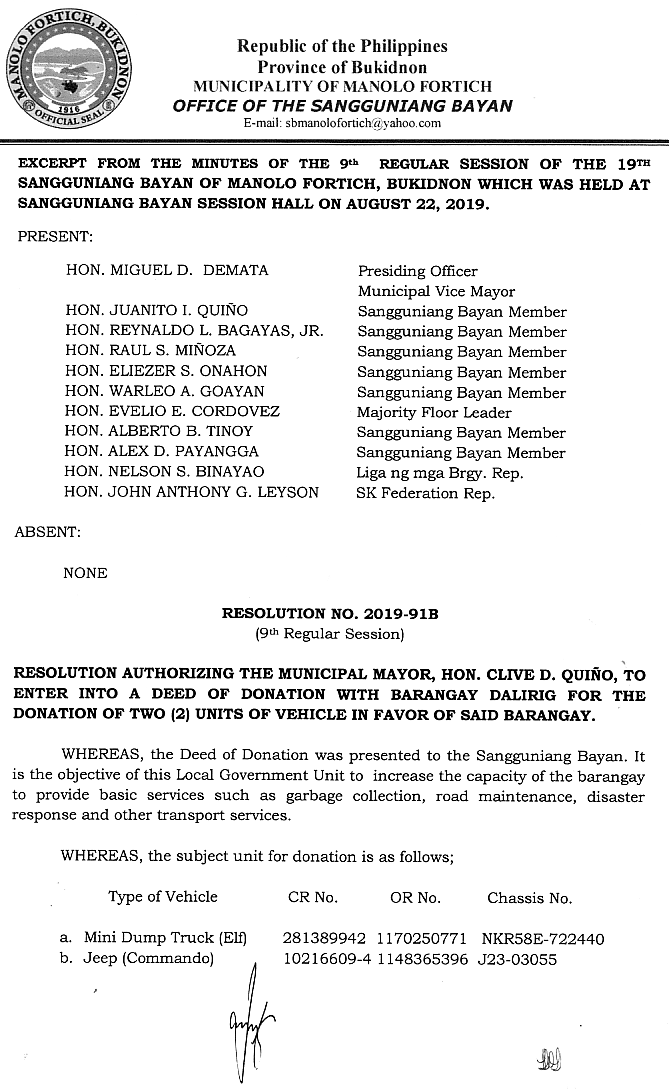 MANOLO FORTICH, BUKIDNON
1916
OFFICIAL SEAL
Republic of the Philippines
Province of Bukidnon
MUNICIPALITY OF MANOLO FORTICH
OFFICE OF THE SANGGUNIANG BAYAN
E-mail: sbmanolofortich@yahoo.com
EXCERPT FROM THE MINUTES OF THE 9th REGULAR SESSION OF THE 19TH
SANGGUNIANG BAYAN OF MANOLO FORTICH, BUKIDNON WHICH WAS HELD AT
SANGGUNIANG BAYAN SESSION HALL ON AUGUST 22, 2019.
PRESENT:
HON. MIGUEL D. DEMATA Presiding Officer
Municipal Vice Mayor
HON. JUANITO I. QUIÑO Sangguniang Bayan Member
HON. REYNALDO L. BAGAYAS, JR. Sangguniang Bayan Member
HON. RAUL S. MIÑOZA Sangguniang Bayan Member
HON. ELIEZER S. ONAHON Sangguniang Bayan Member
HON. WARLEO A. GOAYAN Sangguniang Bayan Member
HON. EVELIO E. CORDOVEZ Majority Floor Leader
HON. ALBERTO B. TINOY Sangguniang Bayan Member
HON. ALEX D. PAYANGGA Sangguniang Bayan Member
HON. NELSON S. BINAYAO Liga ng mga Brgy. Rep.
HON. JOHN ANTHONY G. LEYSON SK Federation Rep.
ABSENT:
NONE
RESOLUTION NO. 2019-91B
(9th Regular Session)
RESOLUTION AUTHORIZING THE MUNICIPAL MAYOR, HON. CLIVE D. QUIÑO, TO
ENTER INTO A DEED OF DONATION WITH BARANGAY DALIRIG FOR THE
DONATION OF TWO (2) UNITS OF VEHICLE IN FAVOR OF SAID BARANGAY.
WHEREAS, the Deed of Donation was presented to the Sangguniang Bayan. It
is the objective of this Local Government Unit to increase the capacity of the barangay
to provide basic services such as garbage collection, road maintenance, disaster
response and other transport services.
WHEREAS, the subject unit for donation is as follows;
Type of Vehicle CR No. OR No. Chassis No.
a. Mini Dump Truck (Elf) 281389942 1170250771 NKR58E-722440
b. Jeep (Commando) 10216609-4 1148365396 J23-03055